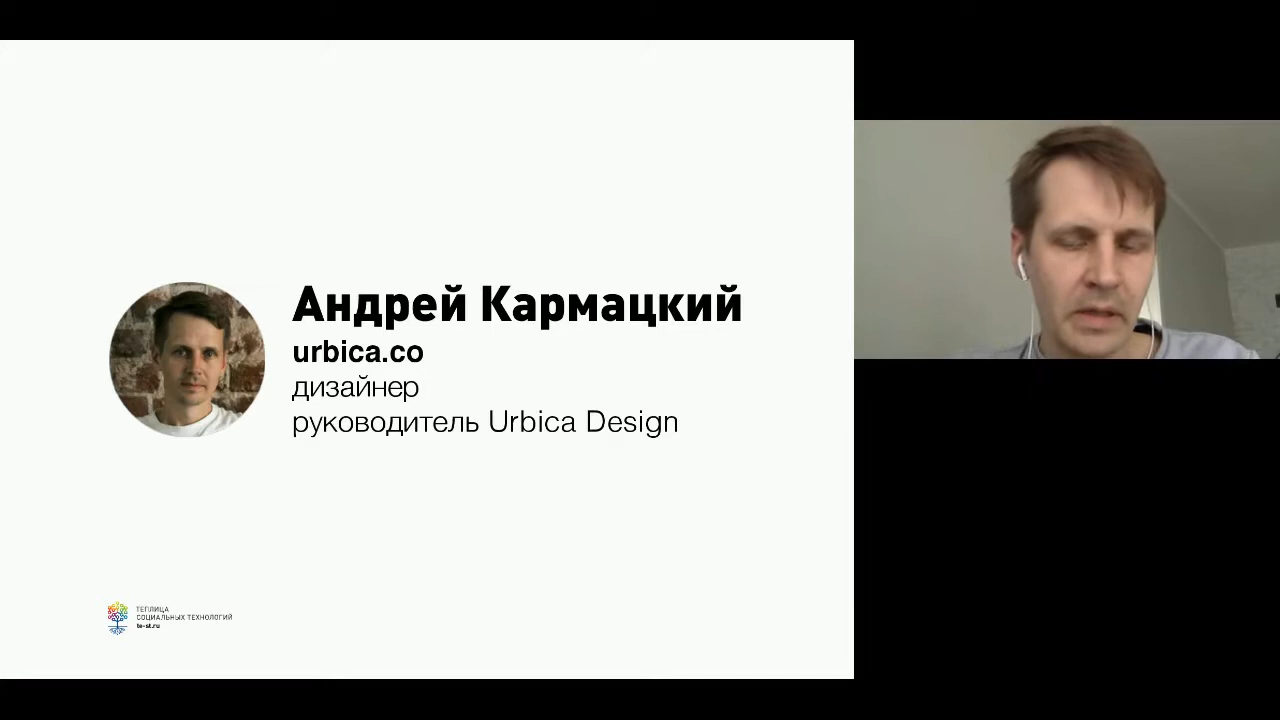 Андрей Кармацкий
urbica.co
дизайнер
руководитель Urbica Design
ТЕПЛИЦА
СОЦИАЛЬНЫХ ТЕХНОЛОГИЙ
te-st.ru